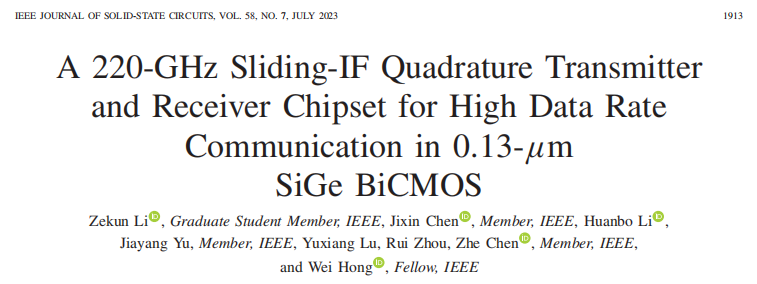 IEEE JOURNAL OF SOLID-STATE CIRCUITS, VOL. 58, NO. 7, JULY 2023 1913
A 220-GHz Sliding-IF Quadrature Transmitter
and Receiver Chipset for High Data Rate
Communication in 0.13-μm
SiGe BiCMOS
Zekun Li, Graduate Student Member, IEEE, Jixin Chen, Member, IEEE, Huanbo Li,
Jiayang Yu, Member, IEEE, Yuxiang Lu, Rui Zhou, Zhe Chen, Member, IEEE,
and Wei Hong, Fellow, IEEE